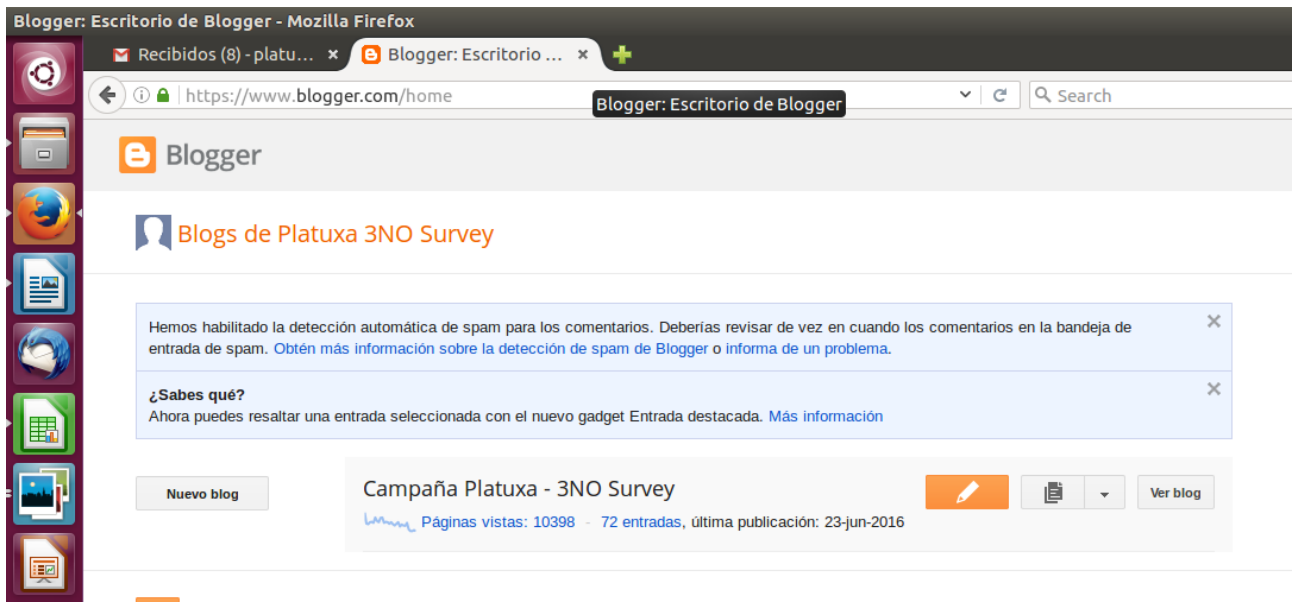 Blogger: Escritorio de Blogger - Mozilla Firefox
Recibidos (8) - platu... × Blogger: Escritorio ... ×
https://www.blogger.com/home
Search
Blogger: Escritorio de Blogger
Blogger
Blogs de Platuxa 3NO Survey
Hemos habilitado la detección automática de spam para los comentarios. Deberías revisar de vez en cuando los comentarios en la bandeja de
entrada de spam. Obtén más información sobre la detección de spam de Blogger o informa de un problema.
¿Sabes qué?
Ahora puedes resaltar una entrada seleccionada con el nuevo gadget Entrada destacada. Más información
Nuevo blog
Campaña Platuxa - 3NO Survey
Ver blog
Páginas vistas: 10398 - 72 entradas, última publicación: 23-jun-2016